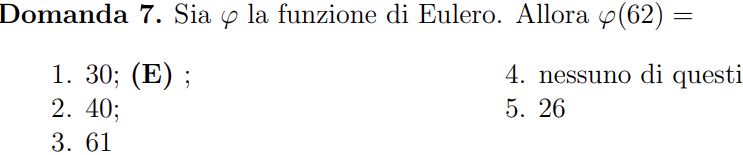 Domanda 7. Sia φ la funzione di Eulero. Allora φ(62) =
1. 30; (E) ;
2. 40;
3. 61
4. nessuno di questi
5. 26